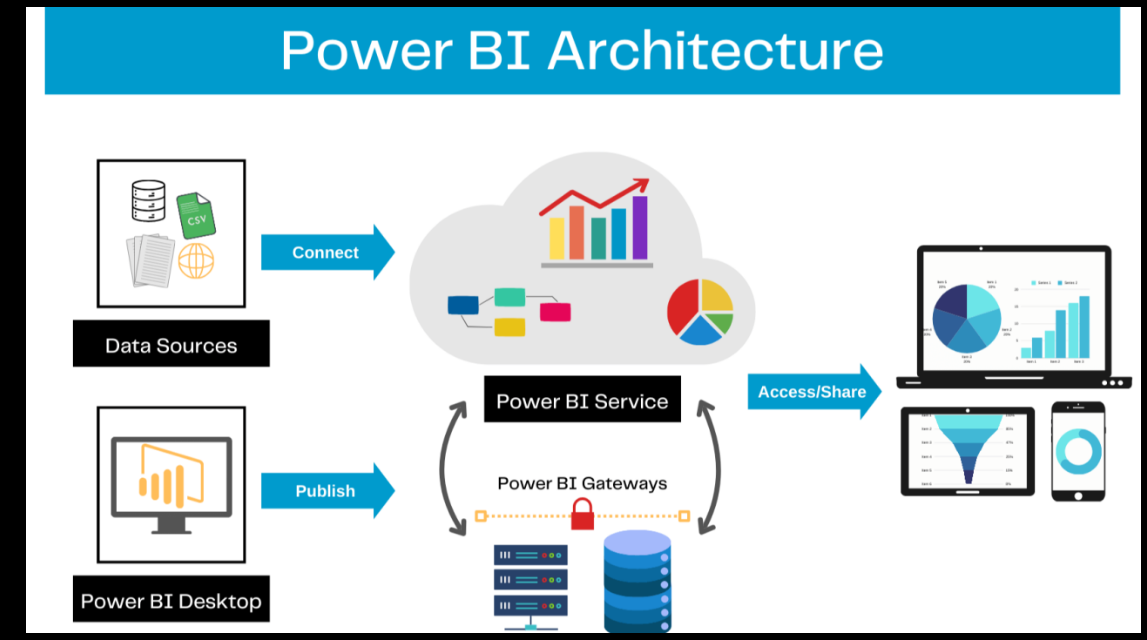 Power BI Architecture
CSV
Connect
Data Sources
Power BI Service
Access/Share
Publish
Power BI Gateways
Power BI Desktop